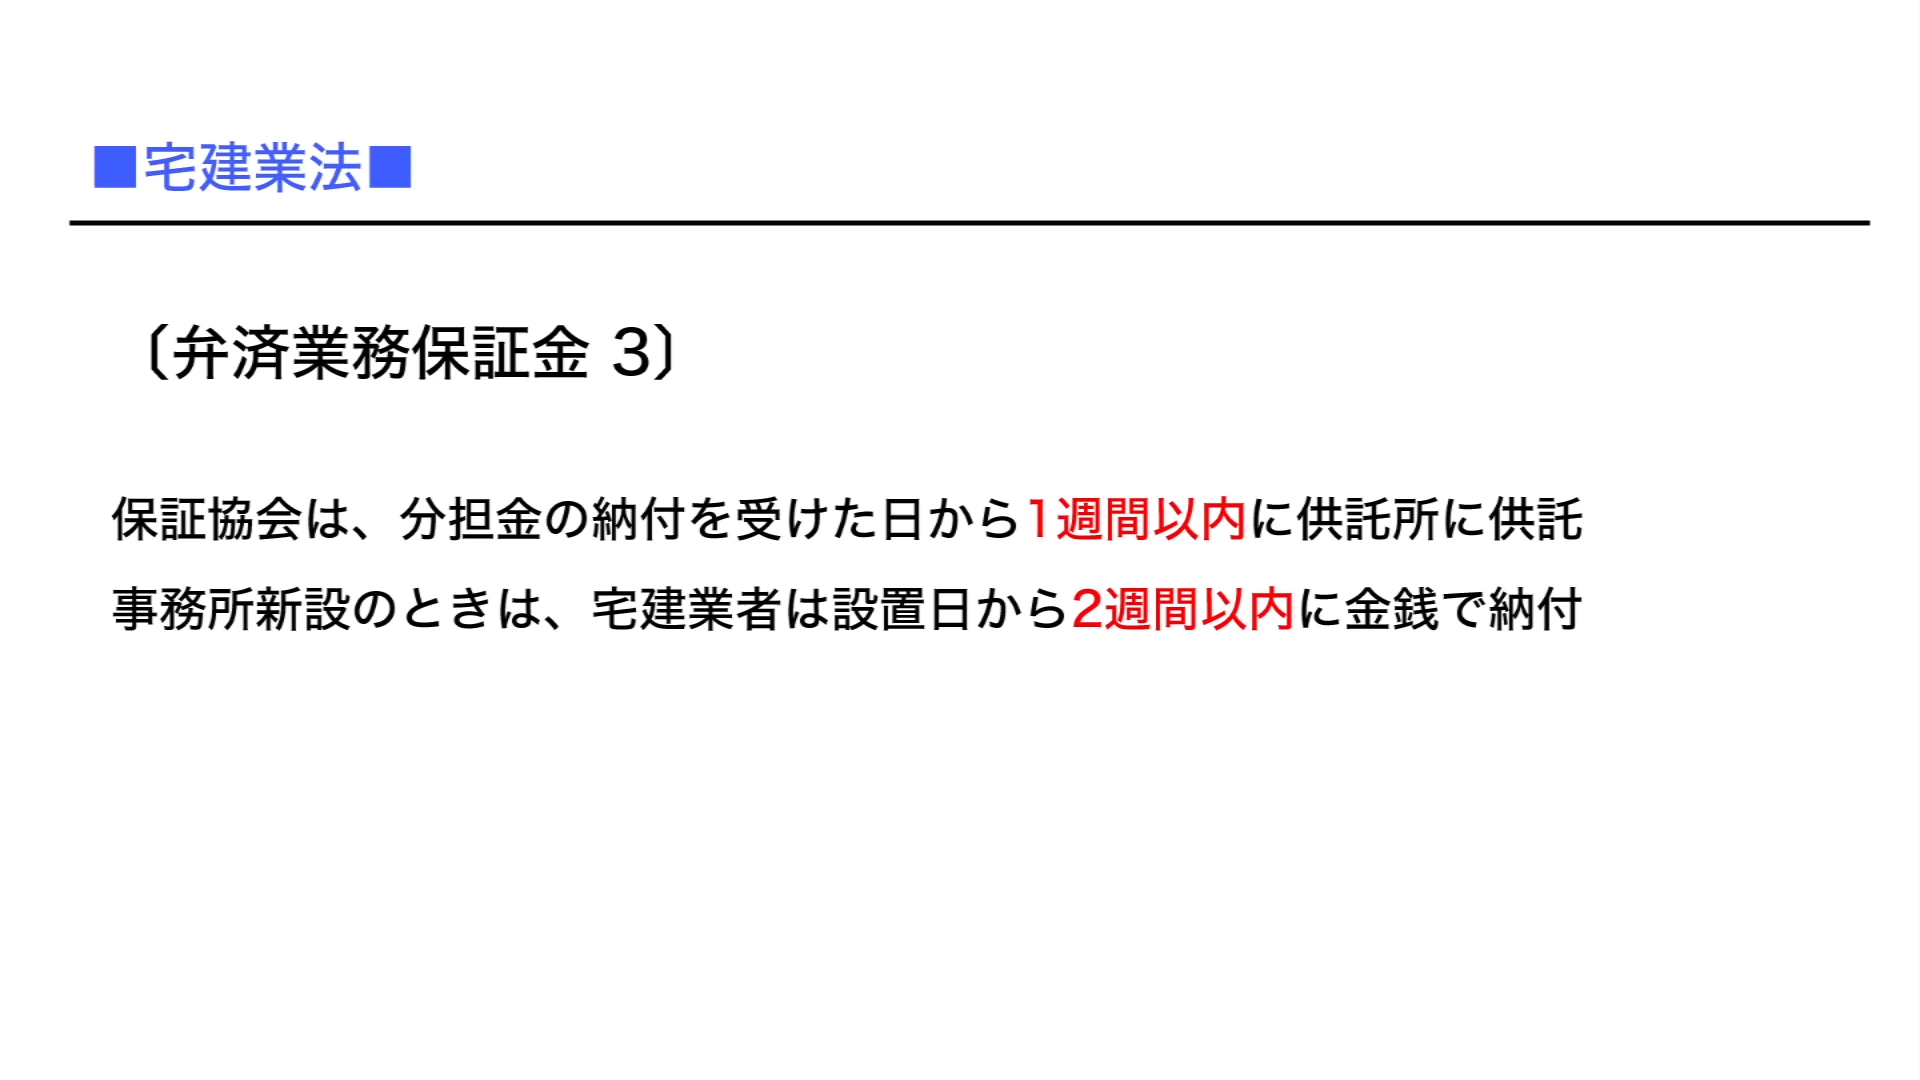 ■宅建業法■
〔弁済業務保証金 3〕
保証協会は、分担金の納付を受けた日から1週間以内に供託所に供託
事務所新設のときは、宅建業者は設置日から2週間以内に金銭で納付